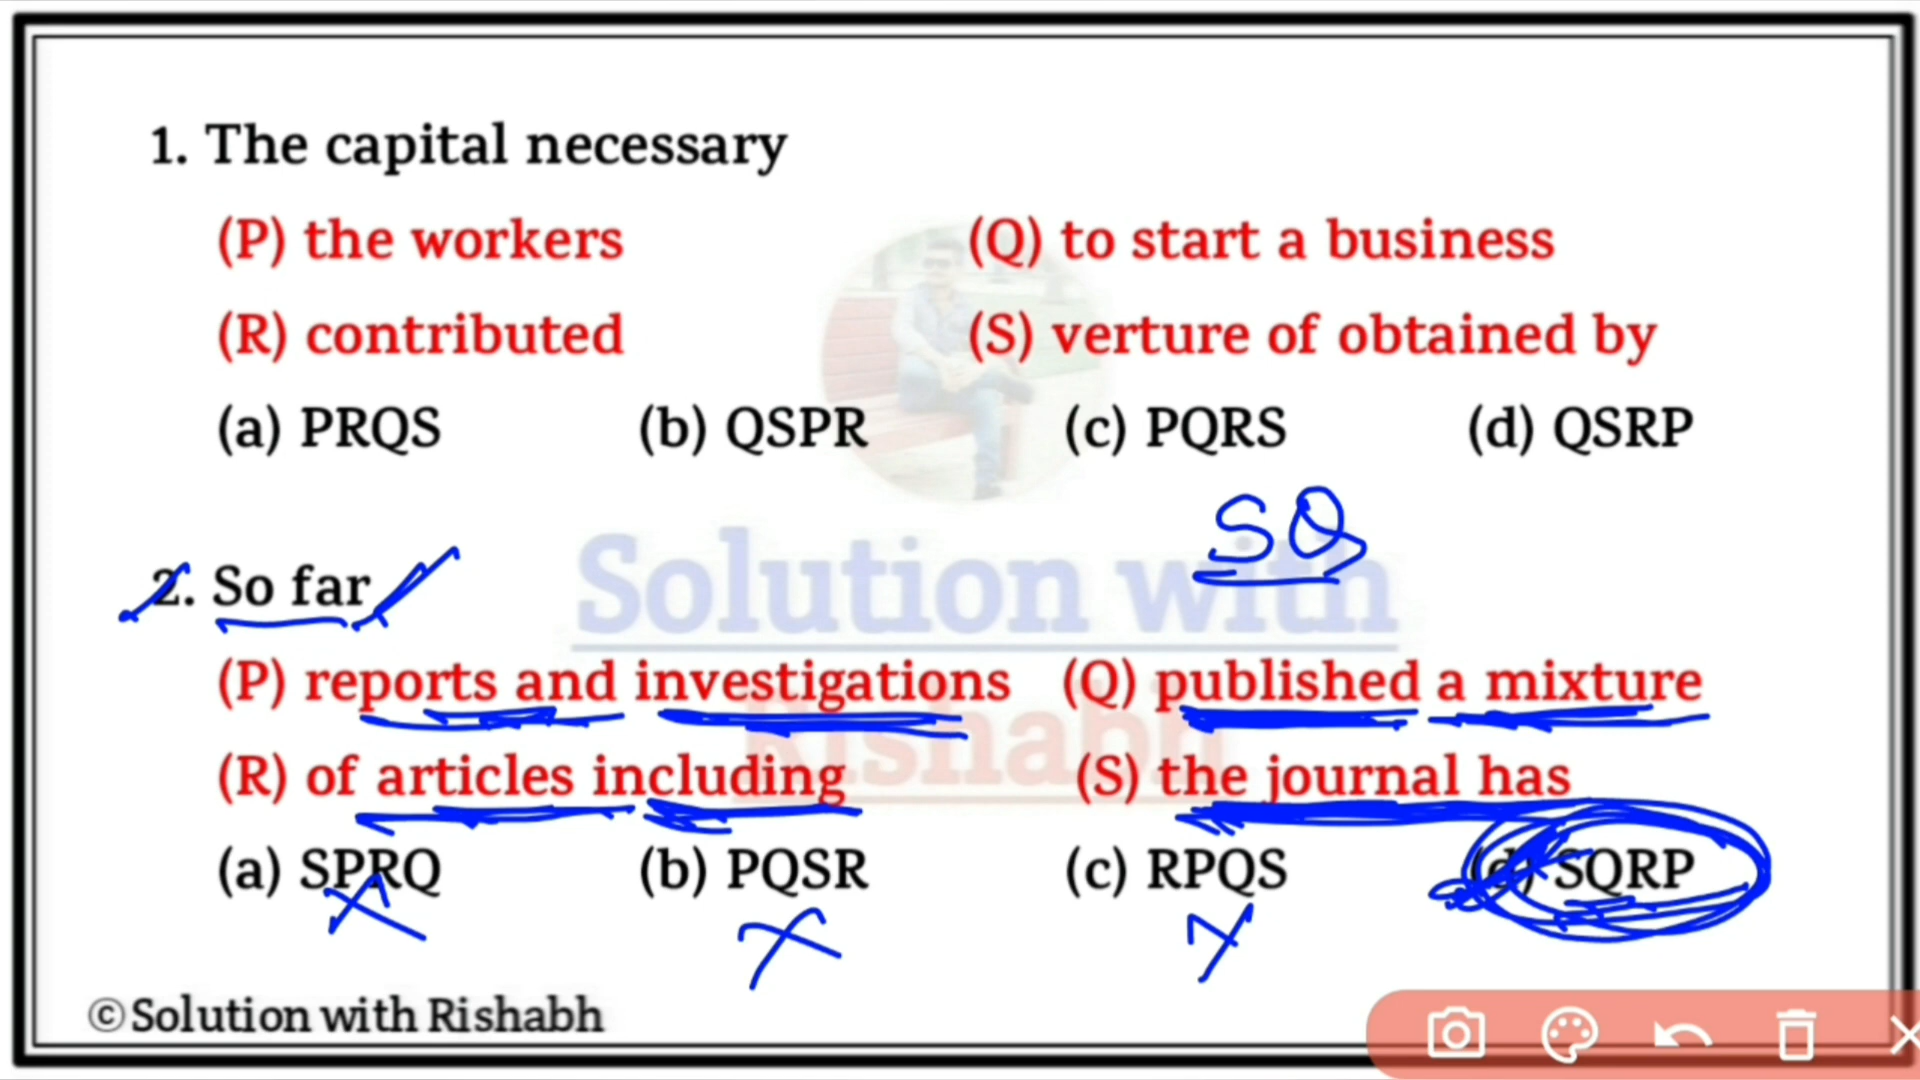 1. The capital necessary
(P) the workers (Q) to start a business
(R) contributed (S) verture of obtained by
(a) PRQS (b) QSPR (c) PQRS (d) QSRP
SQ
2. So far
Solution with
(P) reports and investigations (Q) published a mixture
Rishabh
(R) of articles including (S) the journal has
(a) SPRQ (b) PQSR (c) RPQS (d) SQRP
©Solution with Rishabh